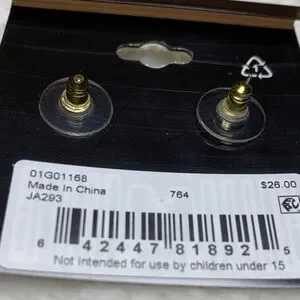 01G01168
Made In China
JA293
764
$26.00
6 42447 81892 5
Not intended for use by children under 15